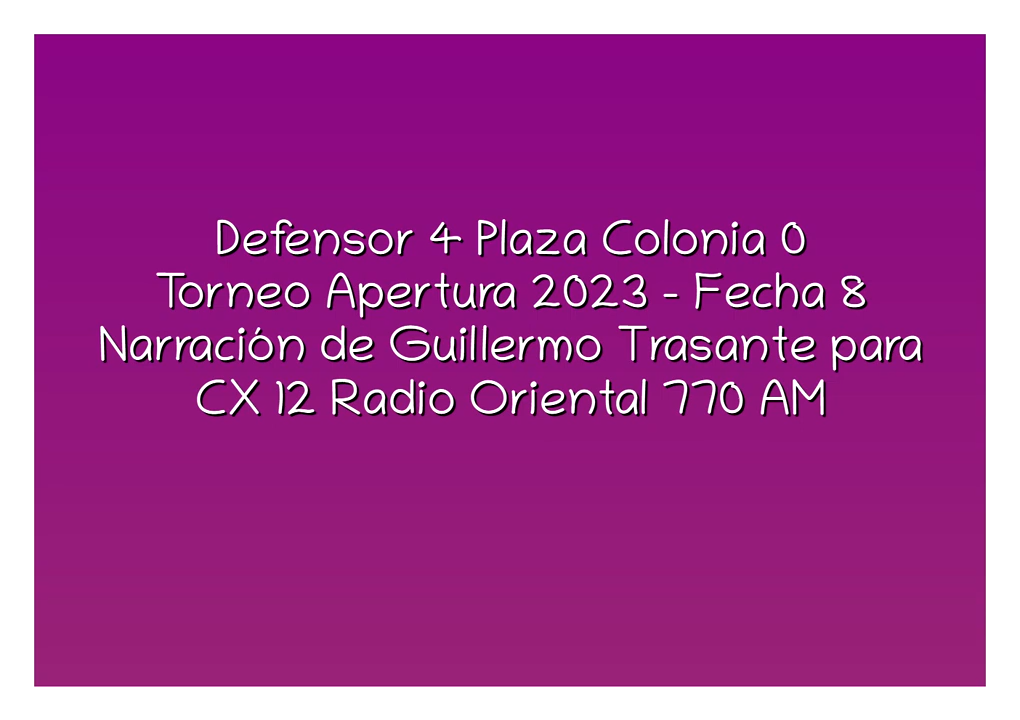 Defensor 4 Plaza Colonia 0
Torneo Apertura 2023 - Fecha 8
Narración de Guillermo Trasante para
CX 12 Radio Oriental 770 AM